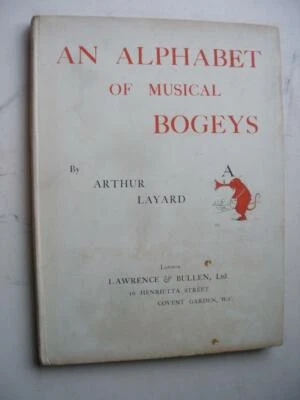 AN ALPHABET
OF MUSICAL
BOGEYS
By
ARTHUR
LAYARD
A
London
LAWRENCE & BULLEN, Ltd.
16 HENRIETTA STREET
COVENT GARDEN, W.C.